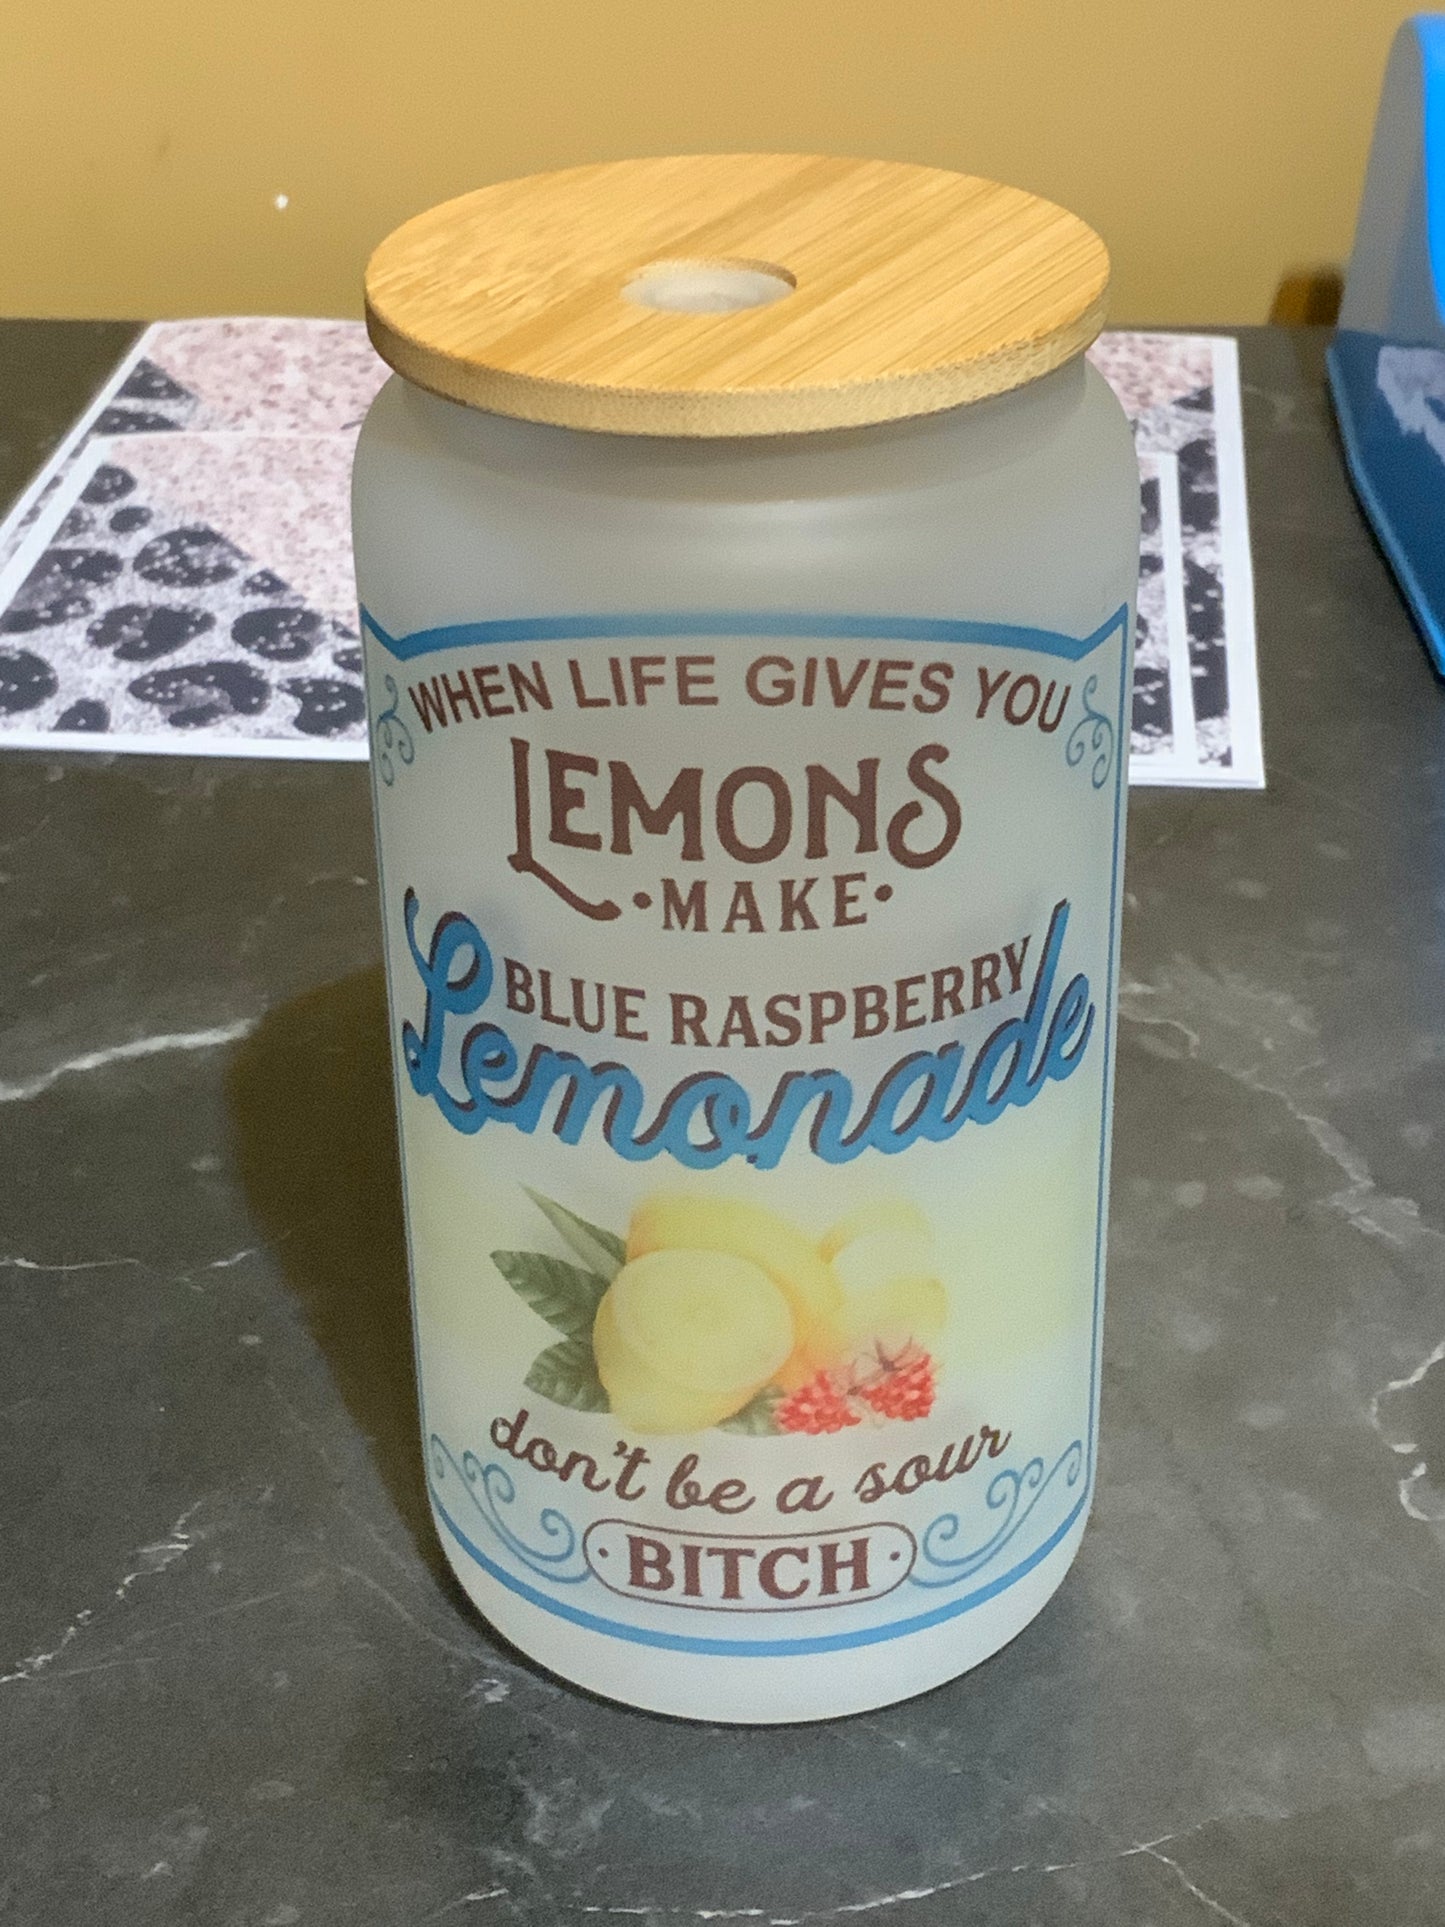 WHEN LIFE GIVES YOU
LEMONS
·MAKE·
BLUE RASPBERRY
Lemonade
don't be a sour
·BITCH·